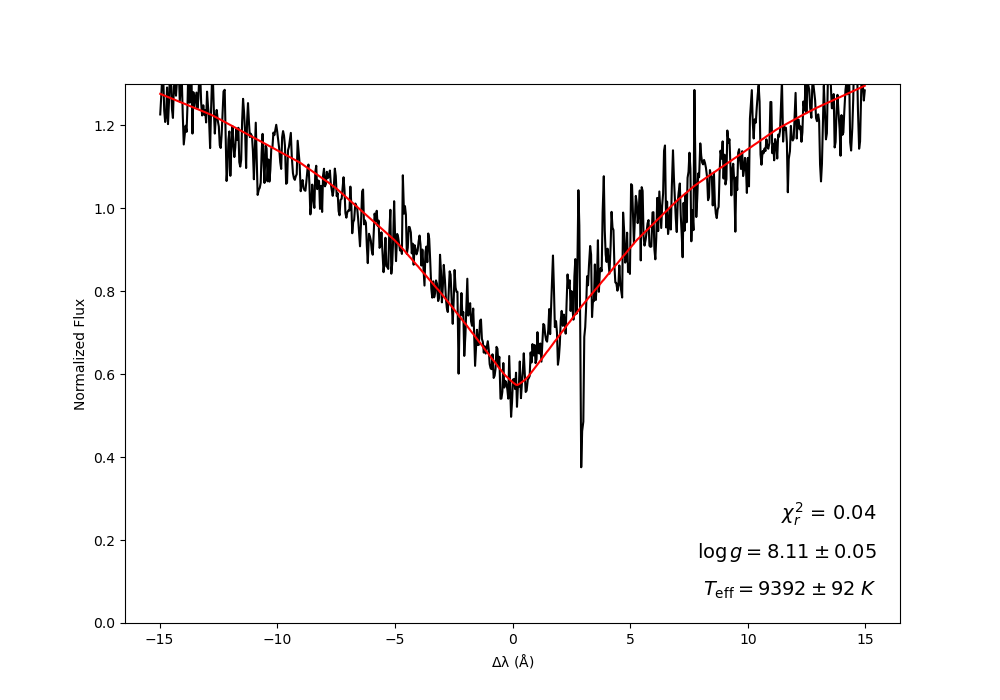 1.2
1.0
0.8
0.6
0.4
0.2
0.0
Normalized Flux
χ²ᵣ = 0.04
log g = 8.11 ± 0.05
T_eff = 9392 ± 92 K
−15 −10 −5 0 5 10 15
Δλ (Å)